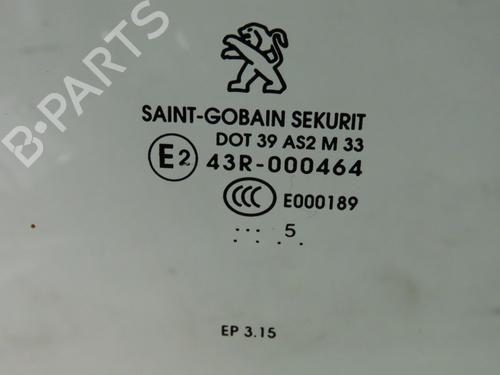 B-PARTS
SAINT-GOBAIN SEKURIT
DOT 39 AS2 M 33
E2 43R-000464
CCC E000189
... 5
.. . ..
EP 3.15